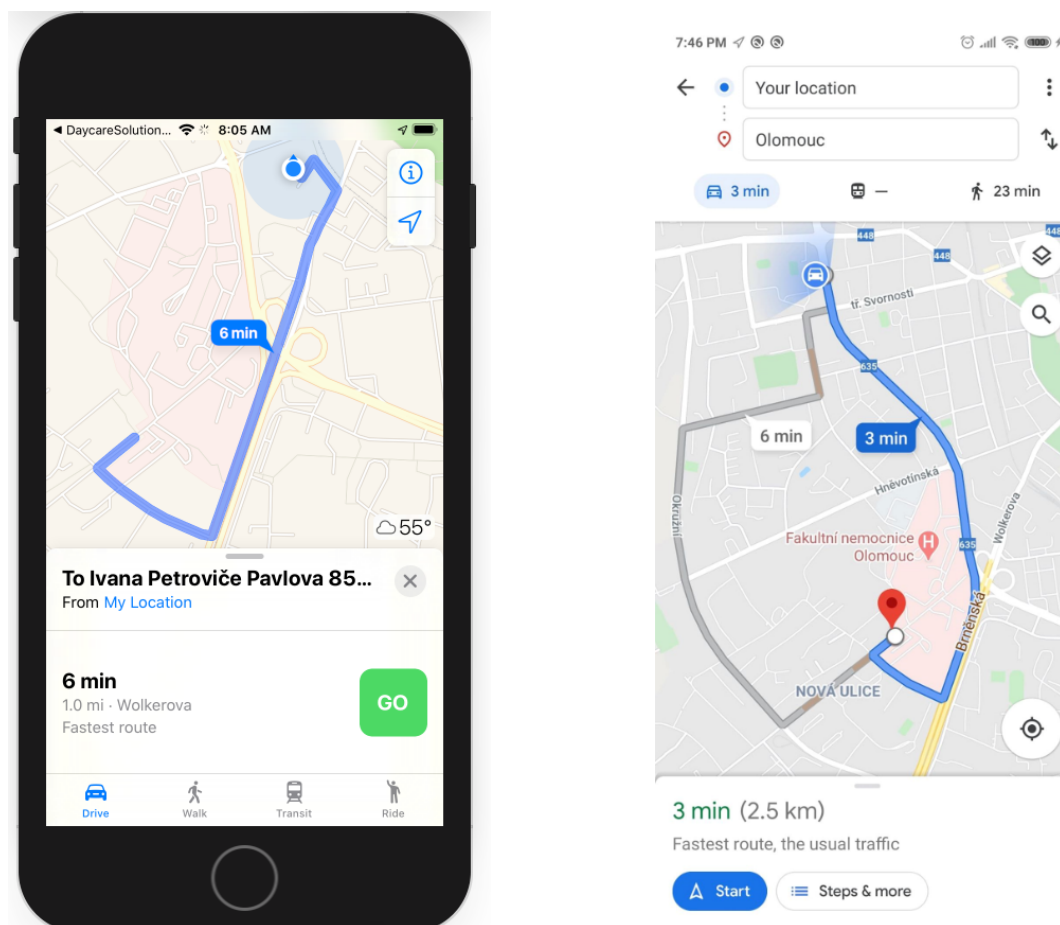 ◀ DaycareSolution... 8:05 AM
6 min
55°
To Ivana Petroviče Pavlova 85...
From My Location
6 min
1.0 mi · Wolkerova
Fastest route
GO
Drive Walk Transit Ride
7:46 PM 100
Your location
Olomouc
3 min — 23 min
448
448
448
tř. Svornosti
635
6 min
3 min
Hněvotínská
Okružní
Wolkerova
Fakultní nemocnice H
Olomouc
635
Brněnská
NOVÁ ULICE
3 min (2.5 km)
Fastest route, the usual traffic
Start Steps & more